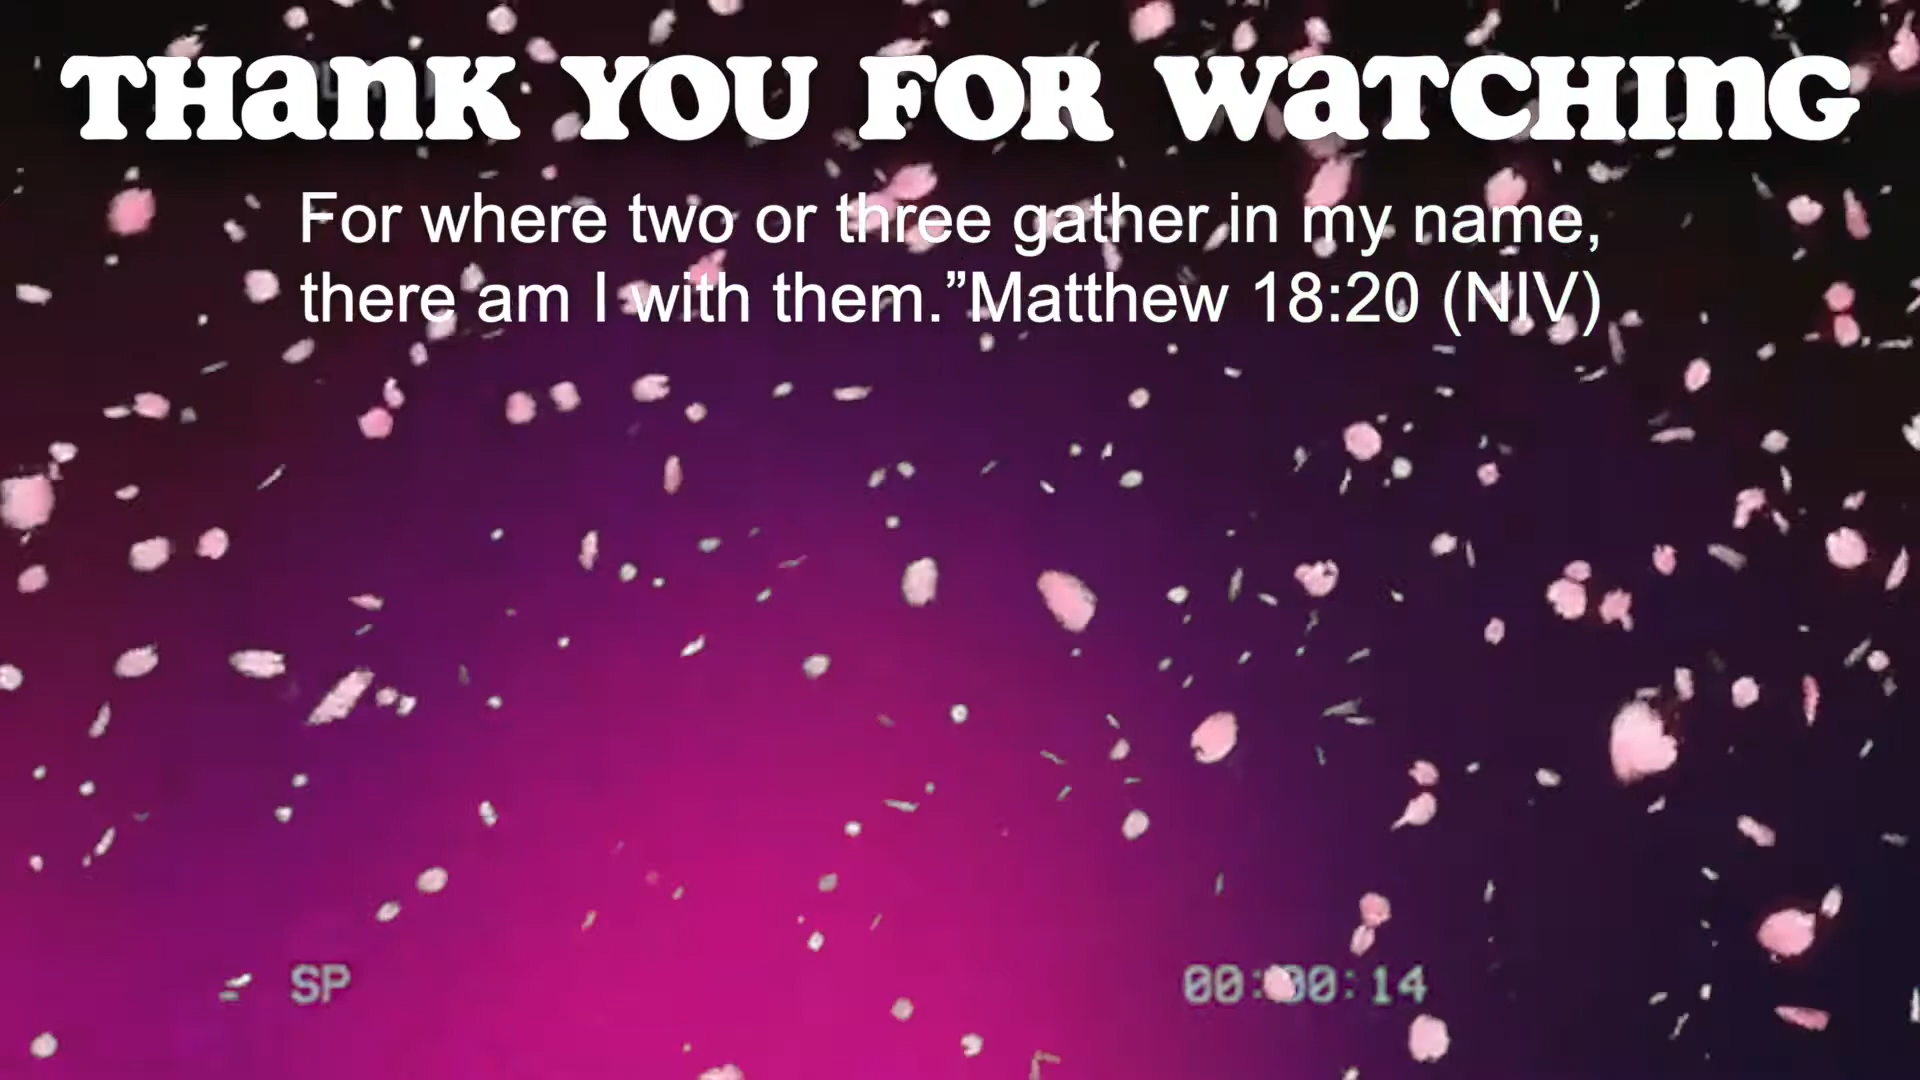 THanK YOU FOR WaTCHInG
For where two or three gather in my name,
there am I with them.”Matthew 18:20 (NIV)
SP
00:00:14